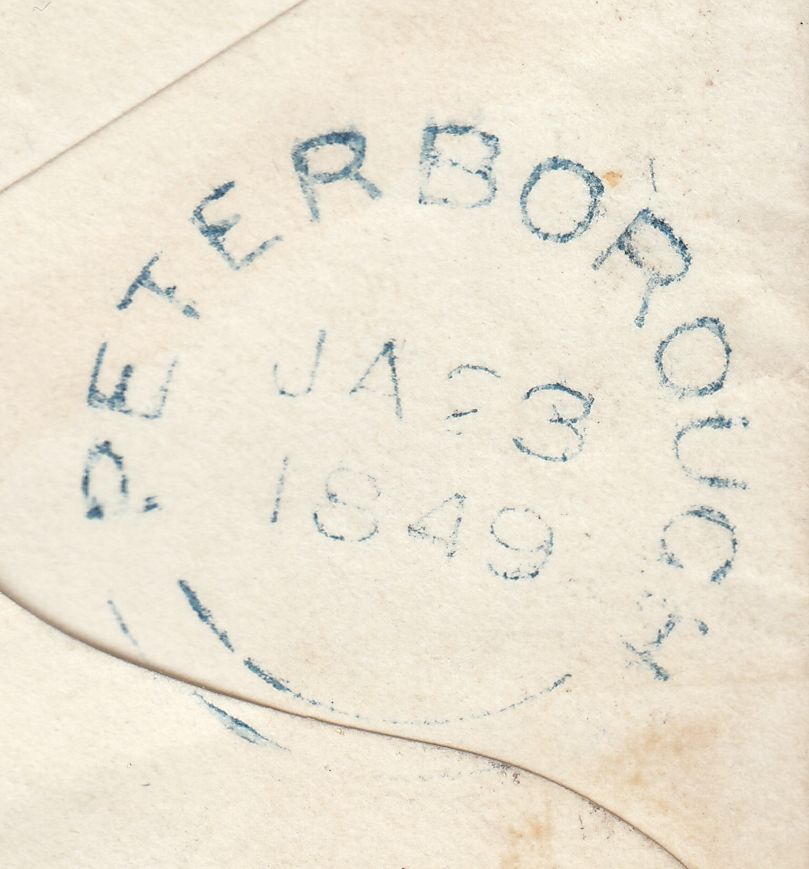 PETERBOROUGH
JA 23
1849